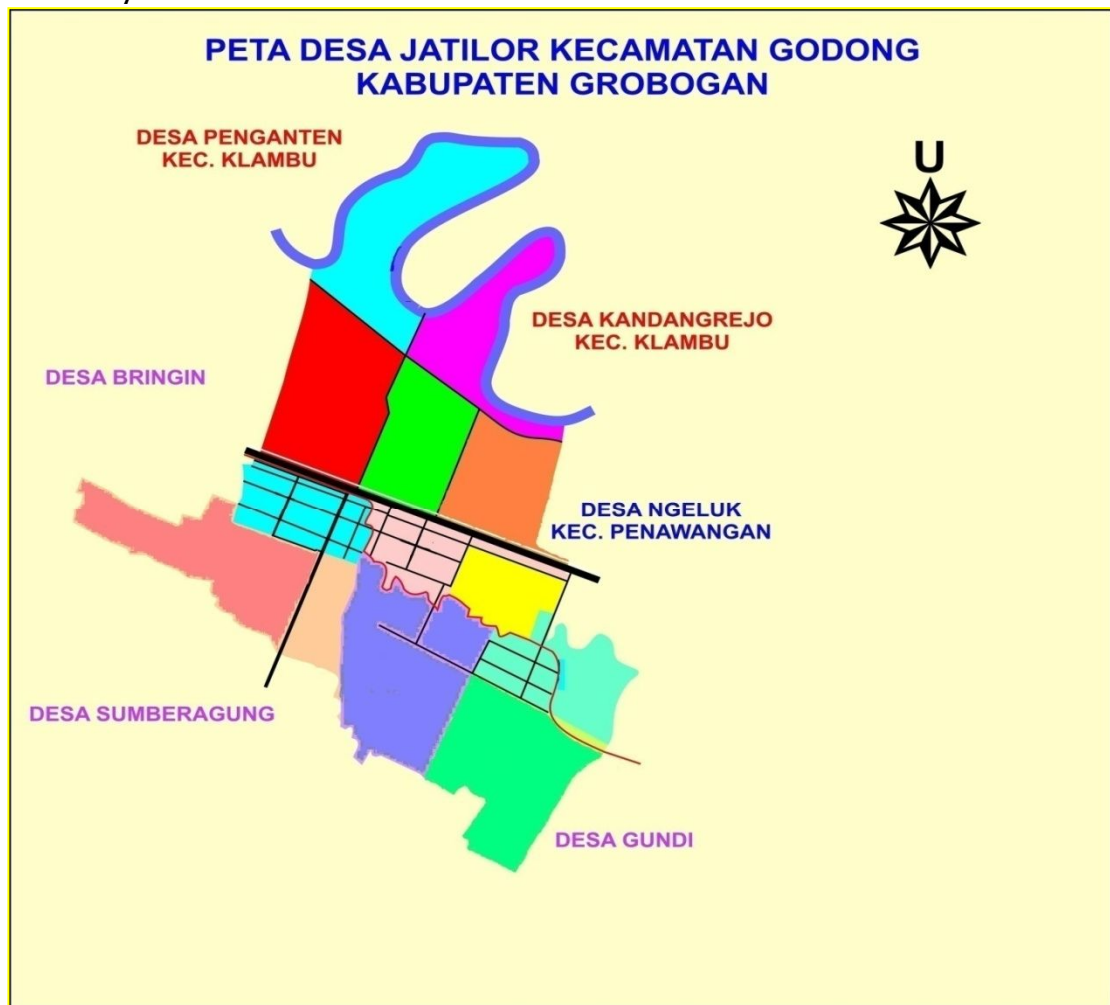 PETA DESA JATILOR KECAMATAN GODONG
KABUPATEN GROBOGAN
DESA PENGANTEN
KEC. KLAMBU
U
DESA KANDANGREJO
KEC. KLAMBU
DESA BRINGIN
DESA NGELUK
KEC. PENAWANGAN
DESA SUMBERAGUNG
DESA GUNDI